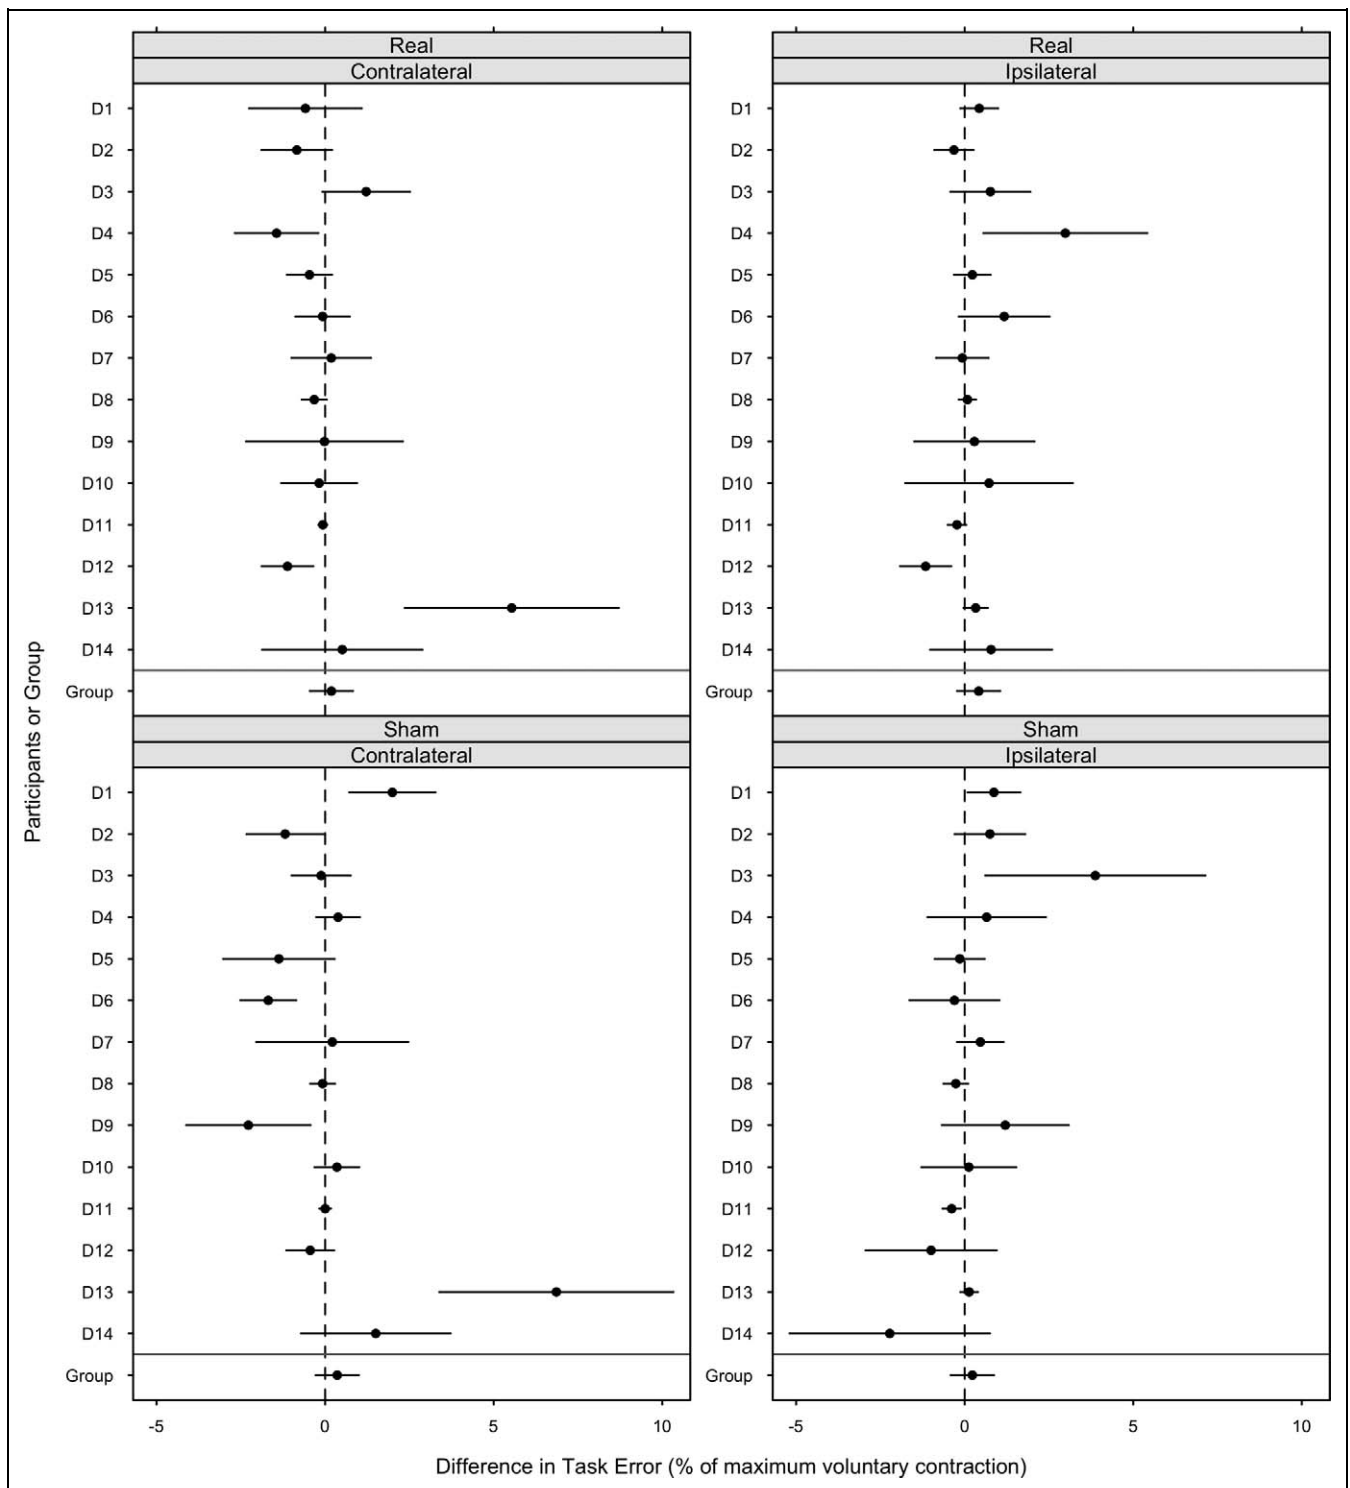 Real
Contralateral
D1
D2
D3
D4
D5
D6
D7
D8
D9
D10
D11
D12
D13
D14
Group
Real
Ipsilateral
D1
D2
D3
D4
D5
D6
D7
D8
D9
D10
D11
D12
D13
D14
Group
Participants or Group
Sham
Contralateral
D1
D2
D3
D4
D5
D6
D7
D8
D9
D10
D11
D12
D13
D14
Group
-5 0 5 10
Sham
Ipsilateral
D1
D2
D3
D4
D5
D6
D7
D8
D9
D10
D11
D12
D13
D14
Group
-5 0 5 10
Difference in Task Error (% of maximum voluntary contraction)